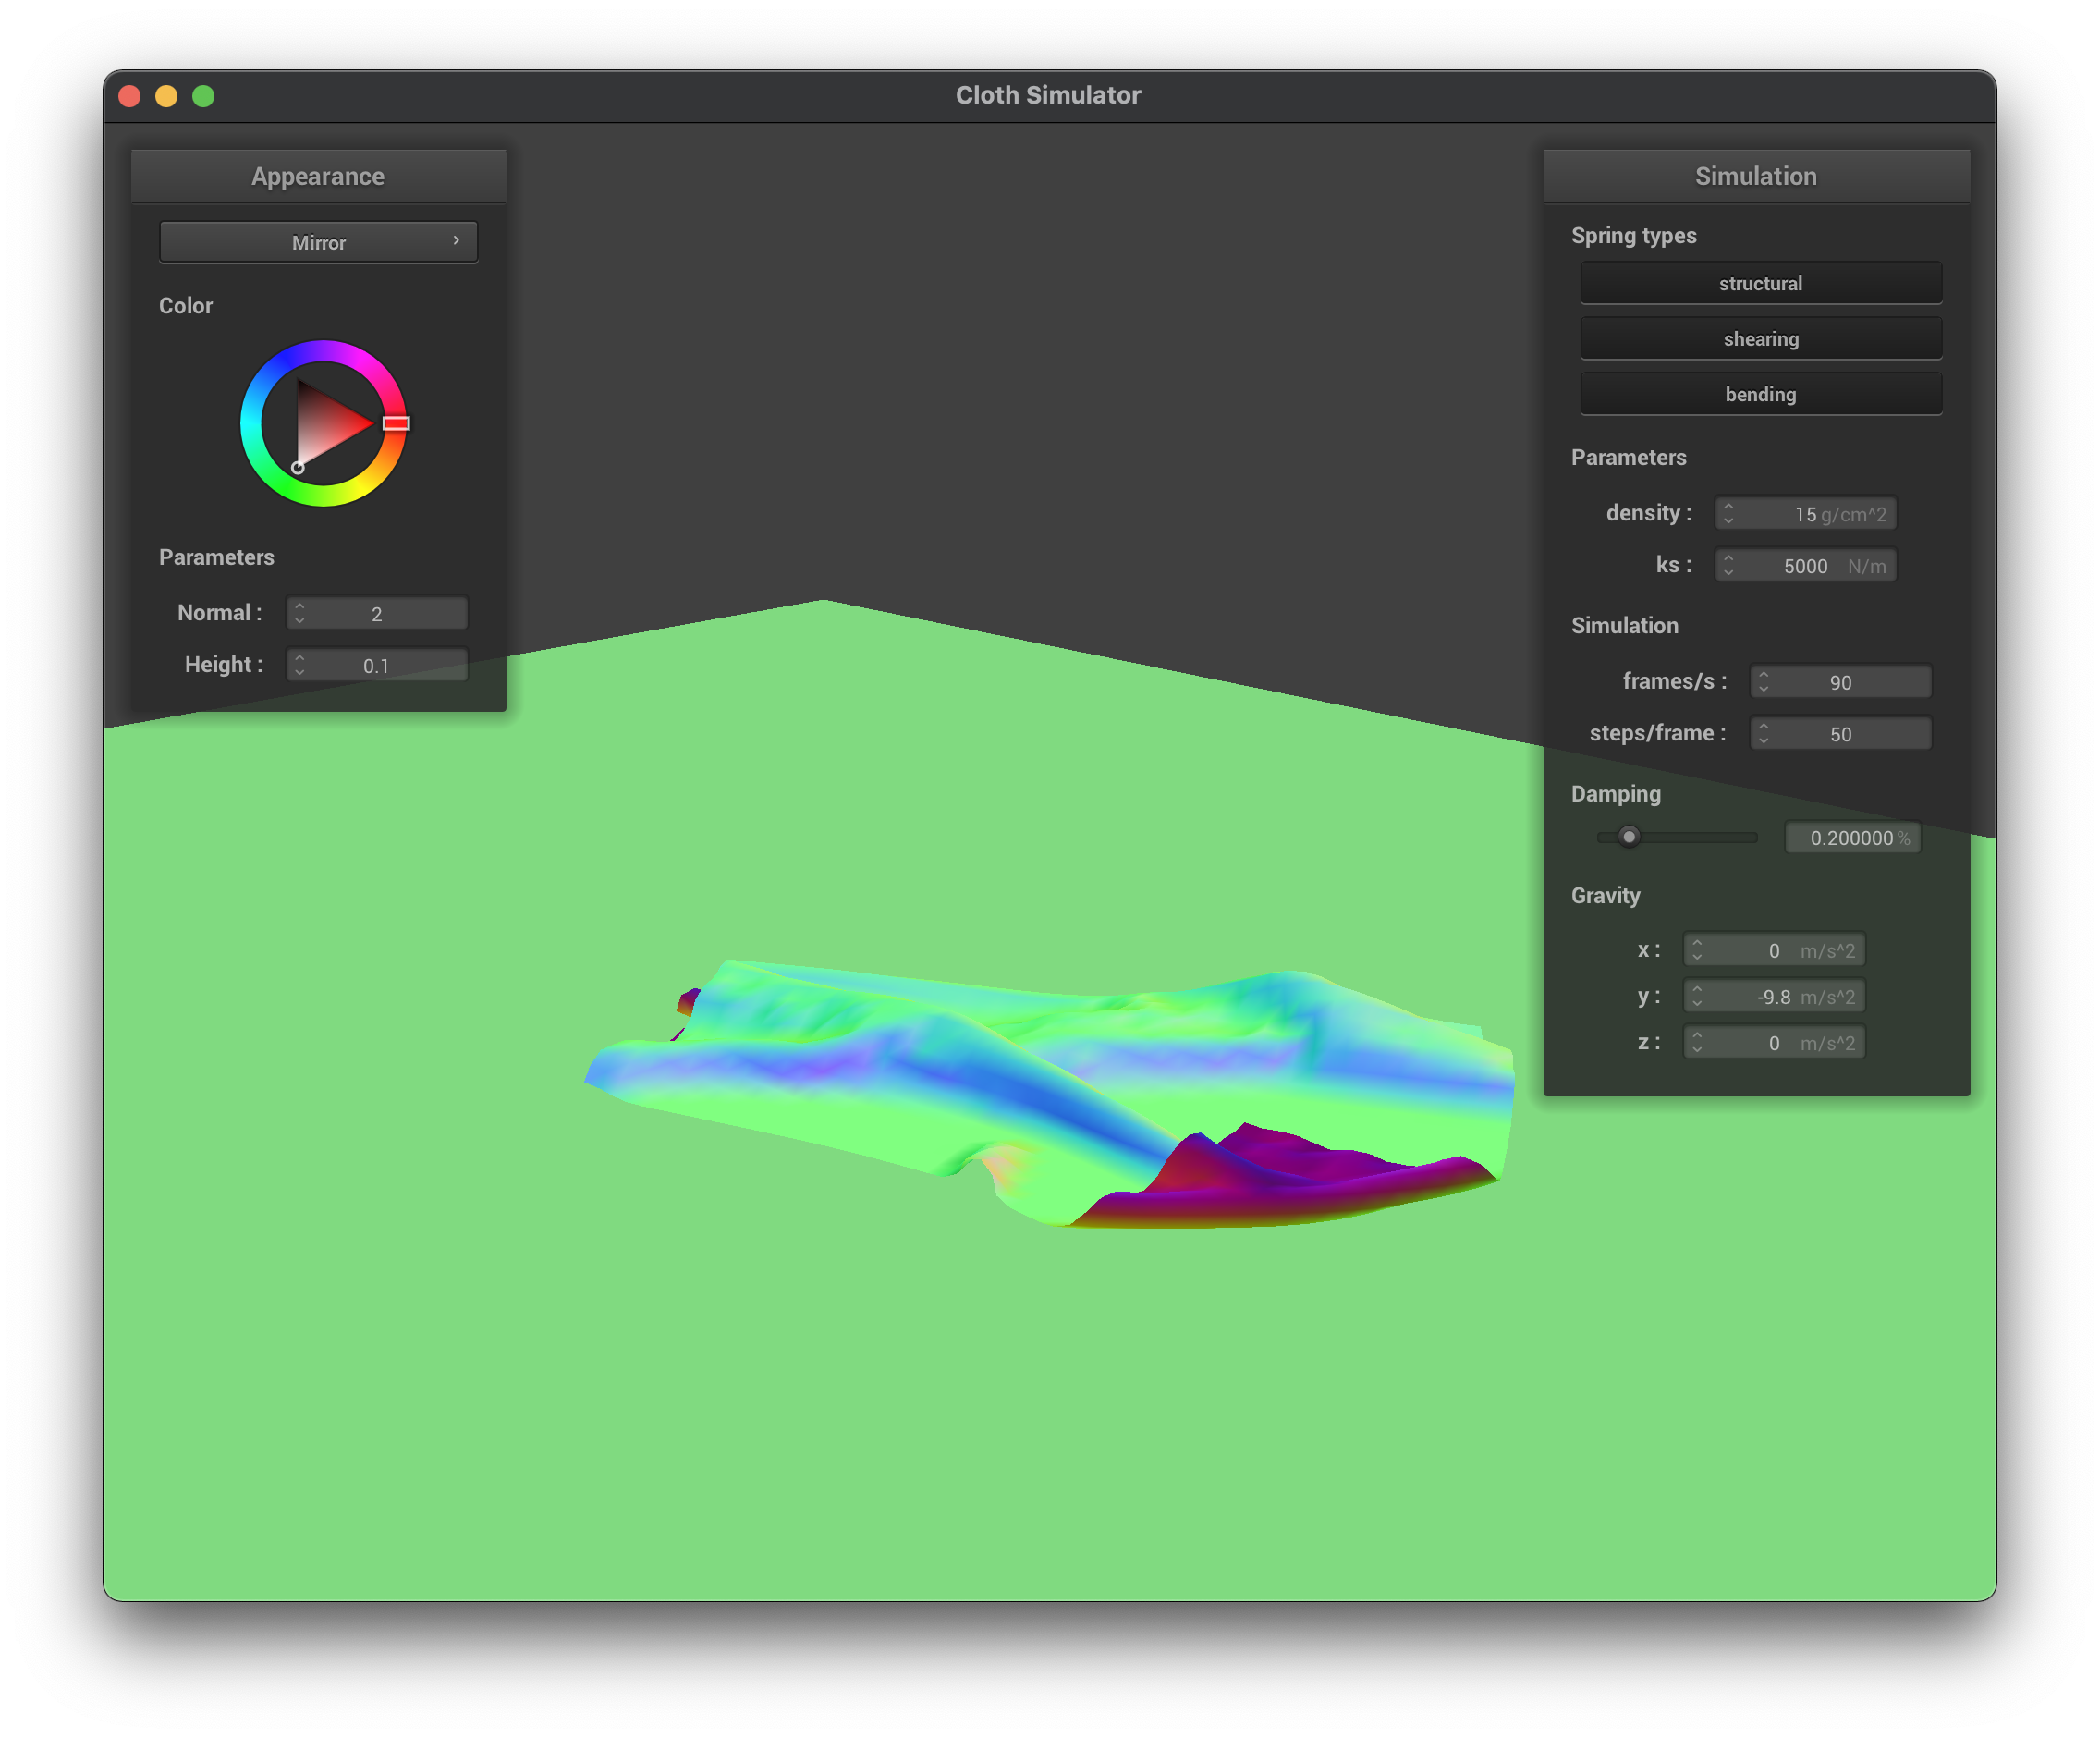 Cloth Simulator
Appearance
Mirror
Color
Parameters
Normal : 2
Height : 0.1
Simulation
Spring types
structural
shearing
bending
Parameters
density : 15 g/cm^2
ks : 5000 N/m
Simulation
frames/s : 90
steps/frame : 50
Damping
0.200000 %
Gravity
x : 0 m/s^2
y : -9.8 m/s^2
z : 0 m/s^2